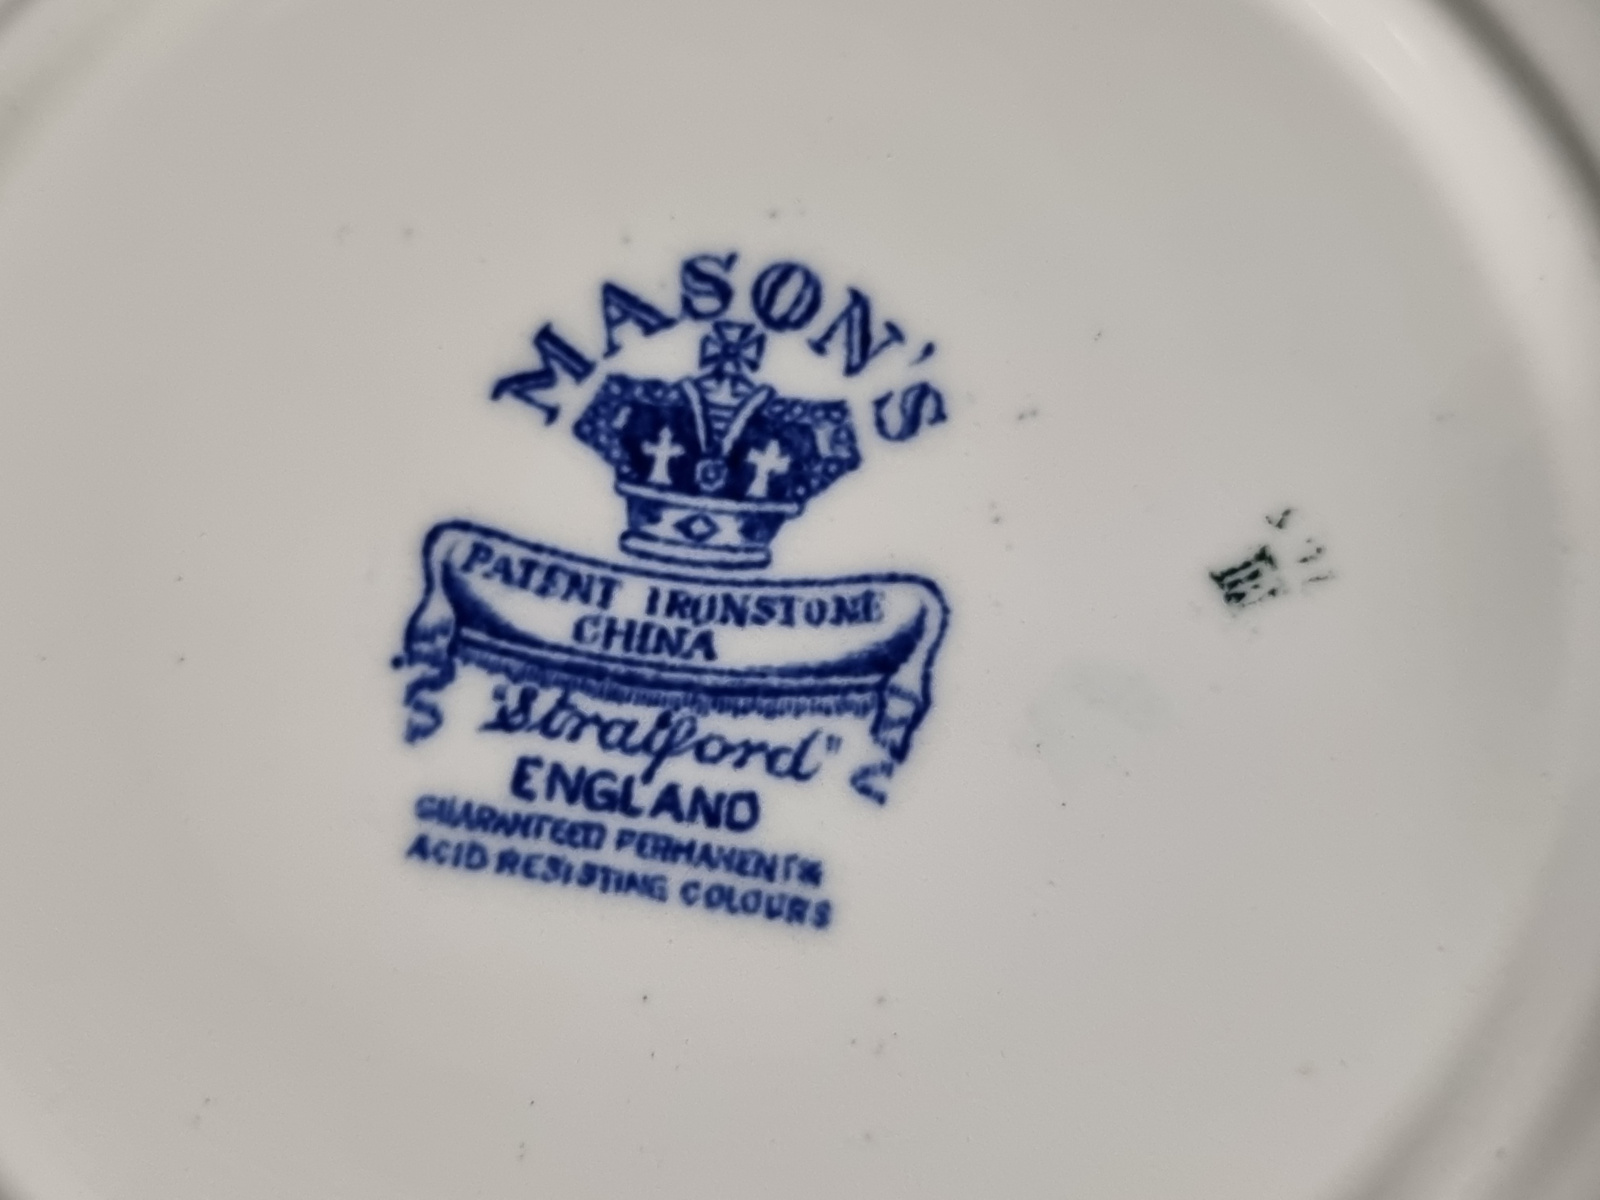 MASON'S
PATENT IRONSTONE
CHINA
"Stratford"
ENGLAND
GUARANTEED PERMANENT &
ACID RESISTING COLOURS